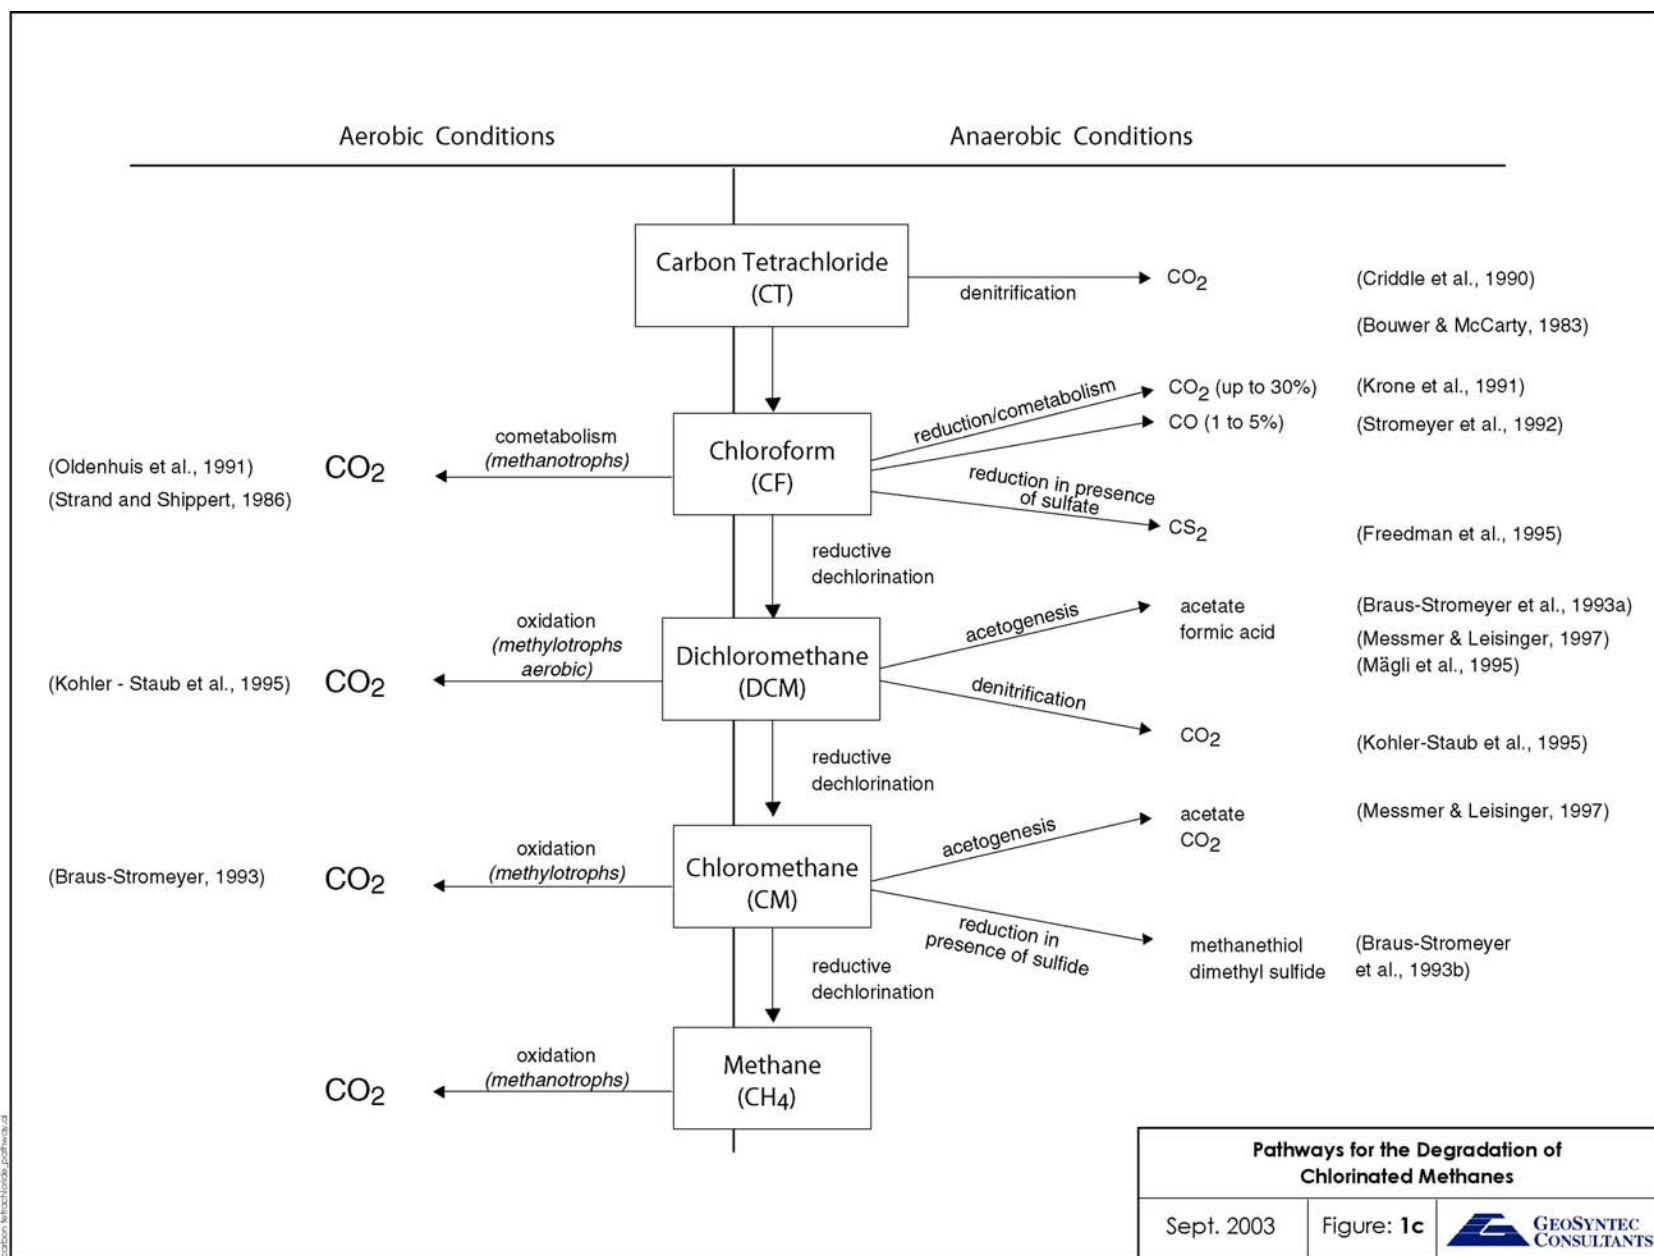 Aerobic Conditions
Anaerobic Conditions
Carbon Tetrachloride
(CT)
denitrification
CO2
(Criddle et al., 1990)
(Bouwer & McCarty, 1983)
reduction/cometabolism
CO2 (up to 30%)
(Krone et al., 1991)
CO (1 to 5%)
(Stromeyer et al., 1992)
Chloroform
(CF)
cometabolism
(methanotrophs)
CO2
(Oldenhuis et al., 1991)
(Strand and Shippert, 1986)
reduction in presence
of sulfate
CS2
(Freedman et al., 1995)
reductive
dechlorination
Dichloromethane
(DCM)
oxidation
(methylotrophs
aerobic)
CO2
(Kohler - Staub et al., 1995)
acetogenesis
acetate
formic acid
(Braus-Stromeyer et al., 1993a)
(Messmer & Leisinger, 1997)
(Mägli et al., 1995)
denitrification
CO2
(Kohler-Staub et al., 1995)
reductive
dechlorination
Chloromethane
(CM)
oxidation
(methylotrophs)
CO2
(Braus-Stromeyer, 1993)
acetogenesis
acetate
CO2
(Messmer & Leisinger, 1997)
reduction in
presence of sulfide
methanethiol
dimethyl sulfide
(Braus-Stromeyer
et al., 1993b)
reductive
dechlorination
Methane
(CH4)
oxidation
(methanotrophs)
CO2
carbon tetrachloride_pathway.ai
Pathways for the Degradation of
Chlorinated Methanes
Sept. 2003
Figure: 1c
GEOSYNTEC
CONSULTANTS